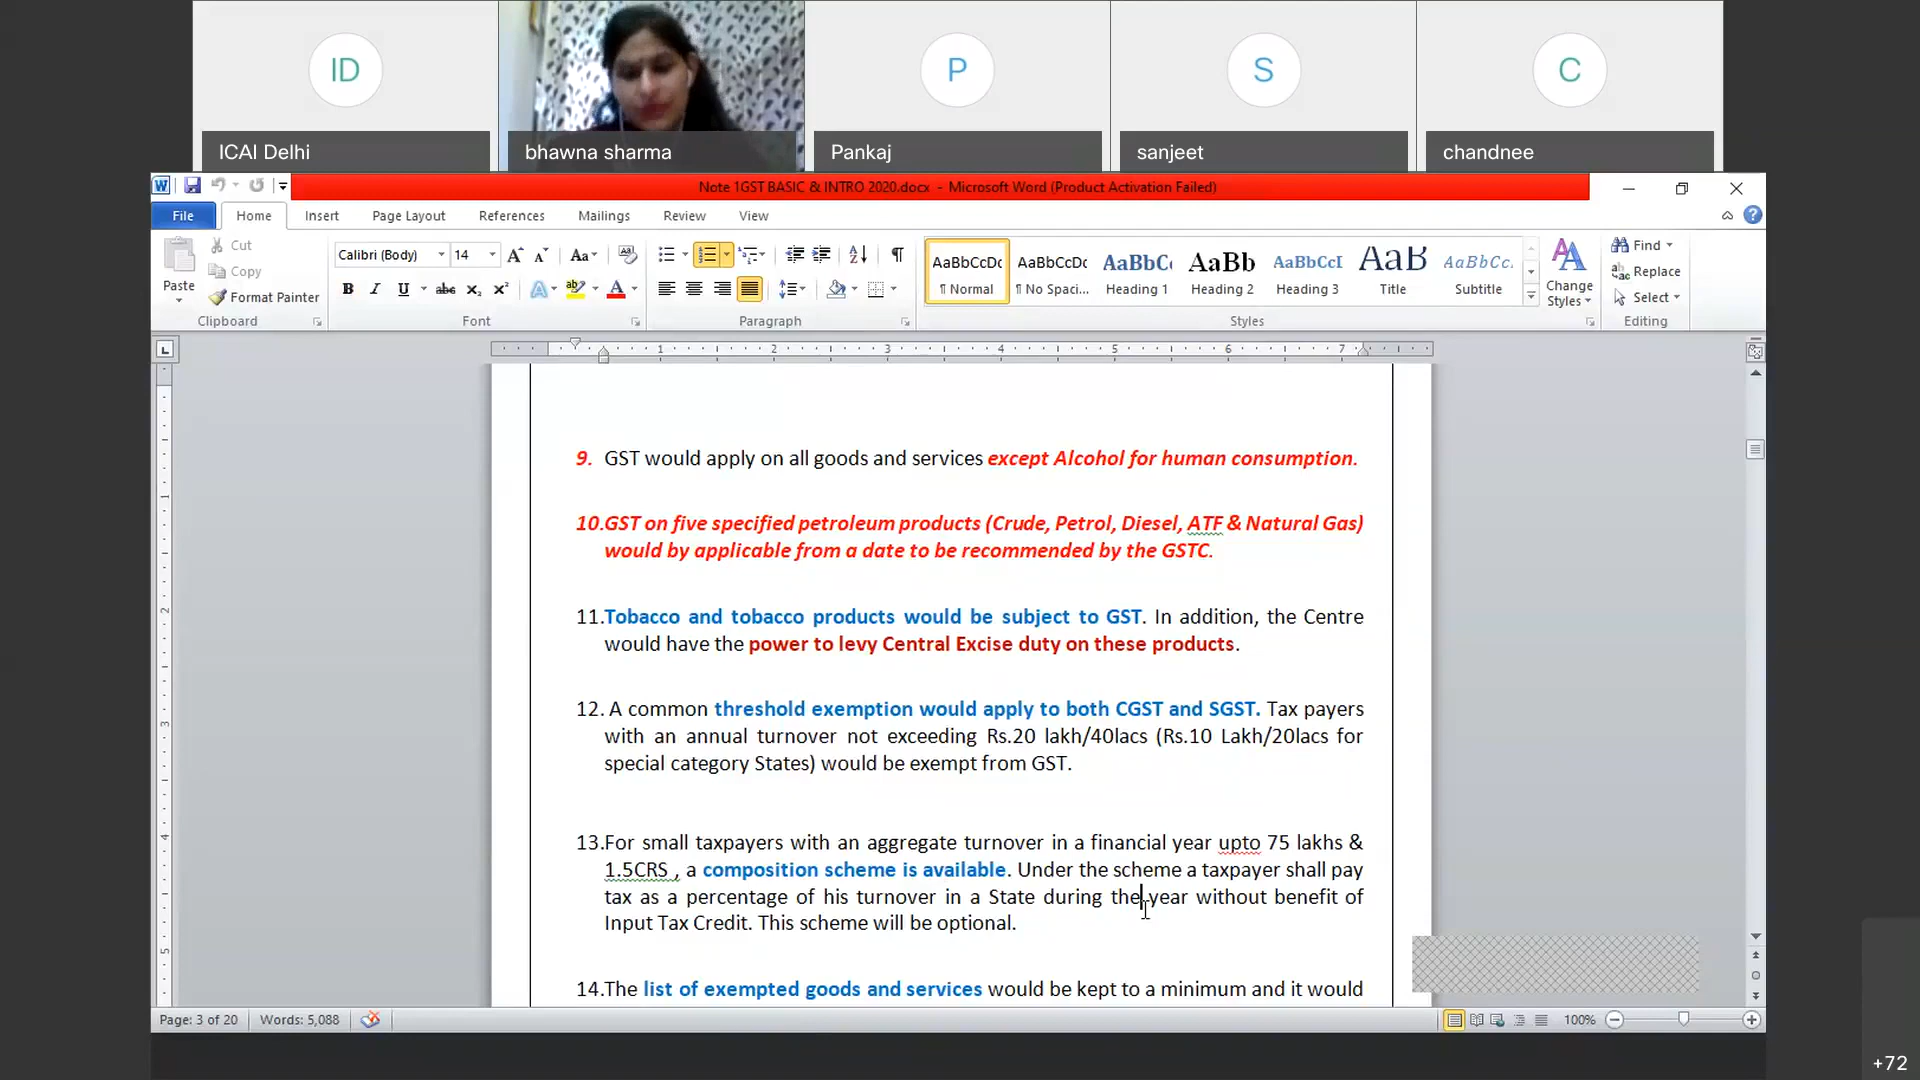 ID
P
S
C
ICAI Delhi
bhawna sharma
Pankaj
sanjeet
chandnee
Note 1GST BASIC & INTRO 2020.docx - Microsoft Word (Product Activation Failed)
File Home Insert Page Layout References Mailings Review View
Paste
Cut
Copy
Format Painter
Clipboard
Calibri (Body) 14
Font
Paragraph
AaBbCcDc AaBbCcDc AaBbC AaBb AaBbCcI AaB AaBbCc.
¶ Normal ¶ No Spaci... Heading 1 Heading 2 Heading 3 Title Subtitle
Change
Styles
Styles
Find
Replace
Select
Editing
1 2 3 4 5 6 7
9. GST would apply on all goods and services except Alcohol for human consumption.
10.GST on five specified petroleum products (Crude, Petrol, Diesel, ATF & Natural Gas)
would by applicable from a date to be recommended by the GSTC.
11.Tobacco and tobacco products would be subject to GST. In addition, the Centre
would have the power to levy Central Excise duty on these products.
12. A common threshold exemption would apply to both CGST and SGST. Tax payers
with an annual turnover not exceeding Rs.20 lakh/40lacs (Rs.10 Lakh/20lacs for
special category States) would be exempt from GST.
13.For small taxpayers with an aggregate turnover in a financial year upto 75 lakhs &
1.5CRS , a composition scheme is available. Under the scheme a taxpayer shall pay
tax as a percentage of his turnover in a State during the year without benefit of
Input Tax Credit. This scheme will be optional.
14.The list of exempted goods and services would be kept to a minimum and it would
Page: 3 of 20 Words: 5,088 100%
+72